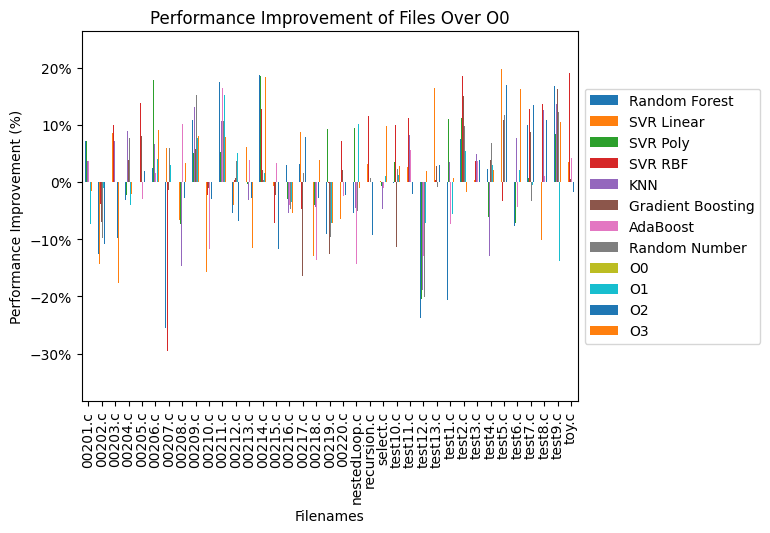 Performance Improvement of Files Over O0
Performance Improvement (%)
20%
10%
0%
−10%
−20%
−30%
00201.c
00202.c
00203.c
00204.c
00205.c
00206.c
00207.c
00208.c
00209.c
00210.c
00211.c
00212.c
00213.c
00214.c
00215.c
00216.c
00217.c
00218.c
00219.c
00220.c
nestedLoop.c
recursion.c
select.c
test10.c
test11.c
test12.c
test13.c
test1.c
test2.c
test3.c
test4.c
test5.c
test6.c
test7.c
test8.c
test9.c
toy.c
Filenames
Random Forest
SVR Linear
SVR Poly
SVR RBF
KNN
Gradient Boosting
AdaBoost
Random Number
O0
O1
O2
O3